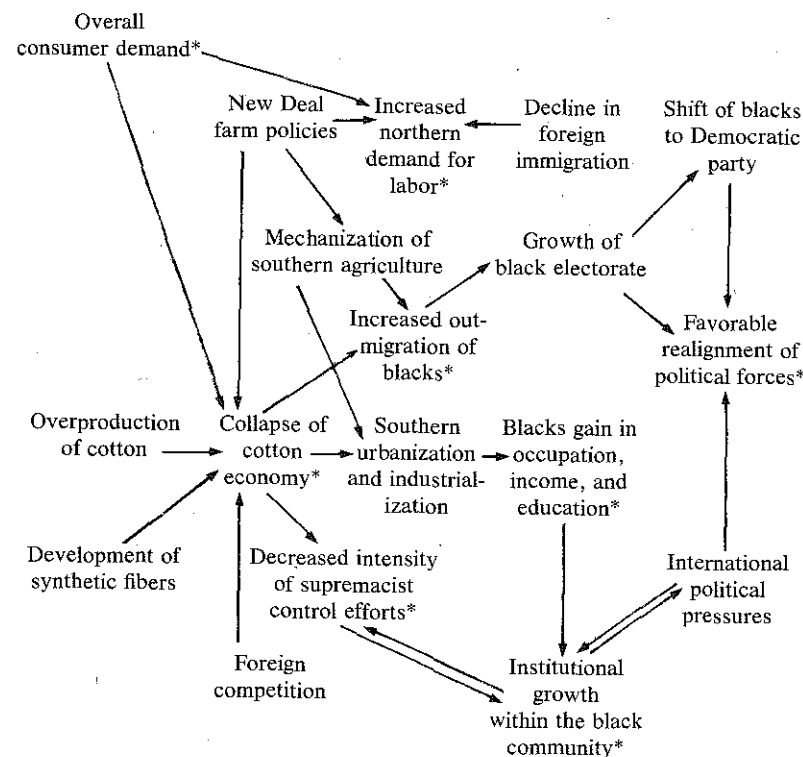 Overall
consumer demand*
New Deal
farm policies
Increased
northern
demand for
labor*
Decline in
foreign
immigration
Shift of blacks
to Democratic
party
Mechanization of
southern agriculture
Growth of
black electorate
Increased out-
migration of
blacks*
Favorable
realignment of
political forces*
Overproduction
of cotton
Collapse of
cotton
economy*
Southern
urbanization
and industrial-
ization
Blacks gain in
occupation,
income, and
education*
Development of
synthetic fibers
Decreased intensity
of supremacist
control efforts*
International
political
pressures
Foreign
competition
Institutional
growth
within the black
community*